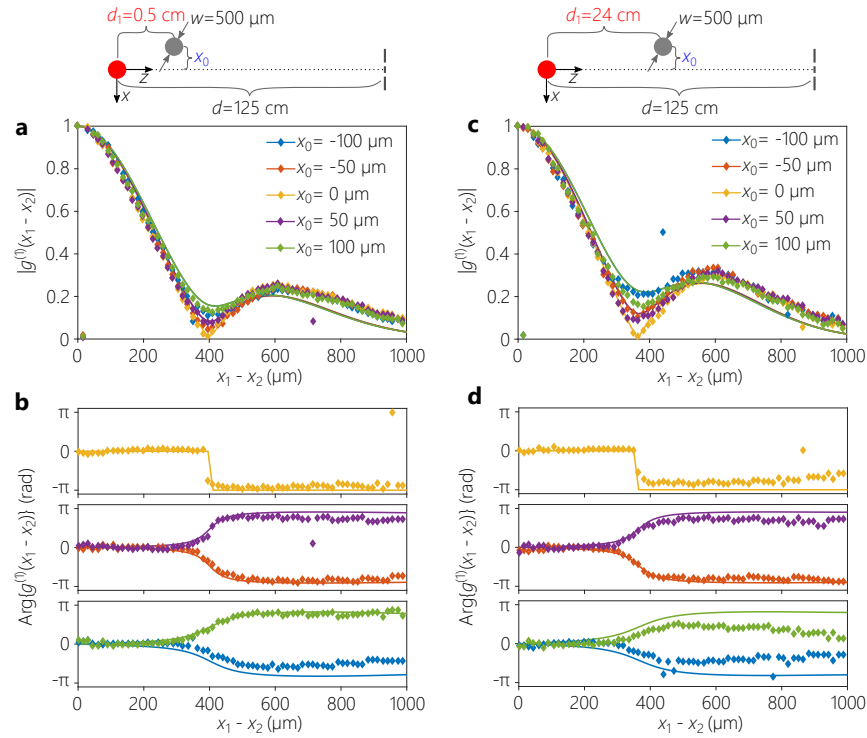 d₁=0.5 cm
w=500 µm
x₀
z
x
d=125 cm
d₁=24 cm
w=500 µm
x₀
z
x
d=125 cm
a
1
0.8
0.6
0.4
0.2
0
|g⁽¹⁾(x₁ - x₂)|
x₀= -100 µm
x₀= -50 µm
x₀= 0 µm
x₀= 50 µm
x₀= 100 µm
0 200 400 600 800 1000
x₁ - x₂ (µm)
c
1
0.8
0.6
0.4
0.2
0
|g⁽¹⁾(x₁ - x₂)|
x₀= -100 µm
x₀= -50 µm
x₀= 0 µm
x₀= 50 µm
x₀= 100 µm
0 200 400 600 800 1000
x₁ - x₂ (µm)
b
π
0
-π
π
0
-π
π
0
-π
Arg{g⁽¹⁾(x₁ - x₂)} (rad)
0 200 400 600 800 1000
x₁ - x₂ (µm)
d
π
0
-π
π
0
-π
π
0
-π
Arg{g⁽¹⁾(x₁ - x₂)} (rad)
0 200 400 600 800 1000
x₁ - x₂ (µm)